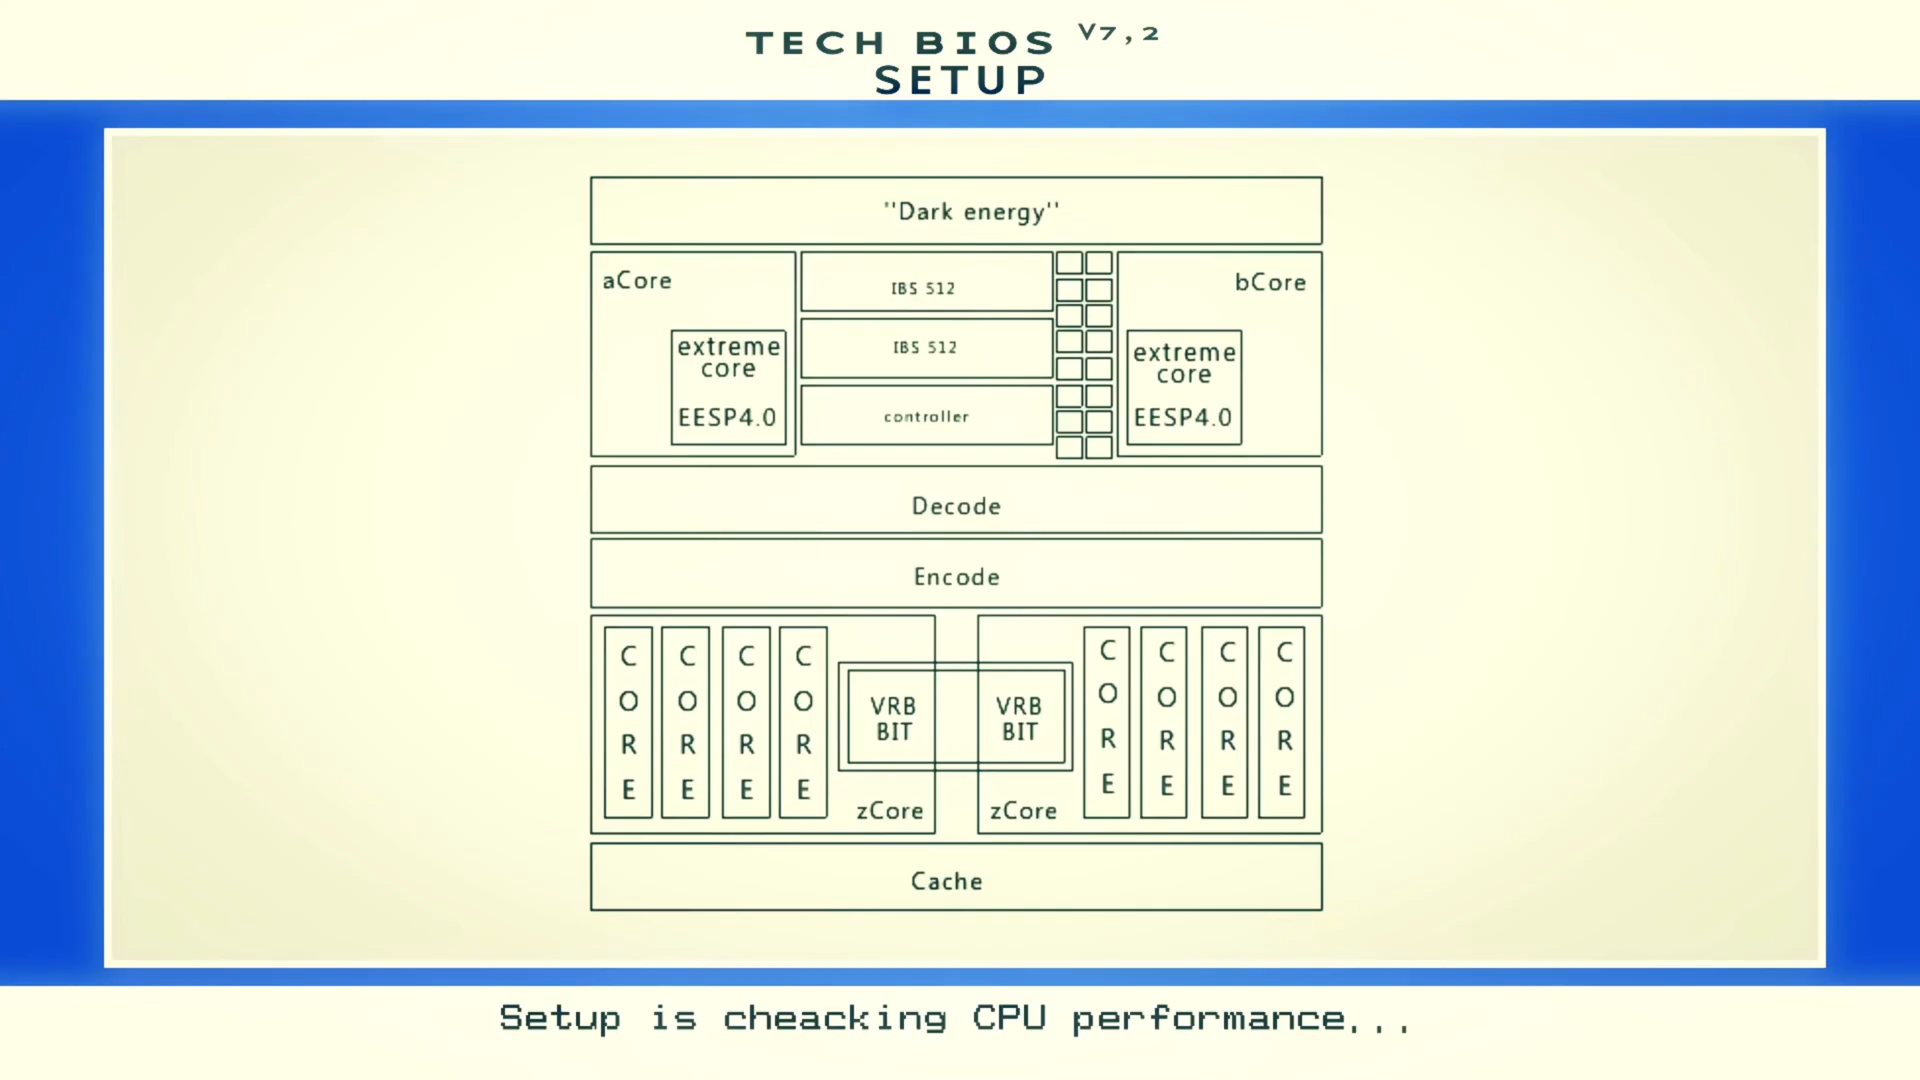 TECH BIOS V7,2
SETUP
"Dark energy"
aCore
IBS 512
bCore
extreme
core
EESP4.0
IBS 512
controller
extreme
core
EESP4.0
Decode
Encode
C
O
R
E
C
O
R
E
C
O
R
E
C
O
R
E
VRB
BIT
zCore
VRB
BIT
zCore
C
O
R
E
C
O
R
E
C
O
R
E
C
O
R
E
Cache
Setup is cheacking CPU performance...